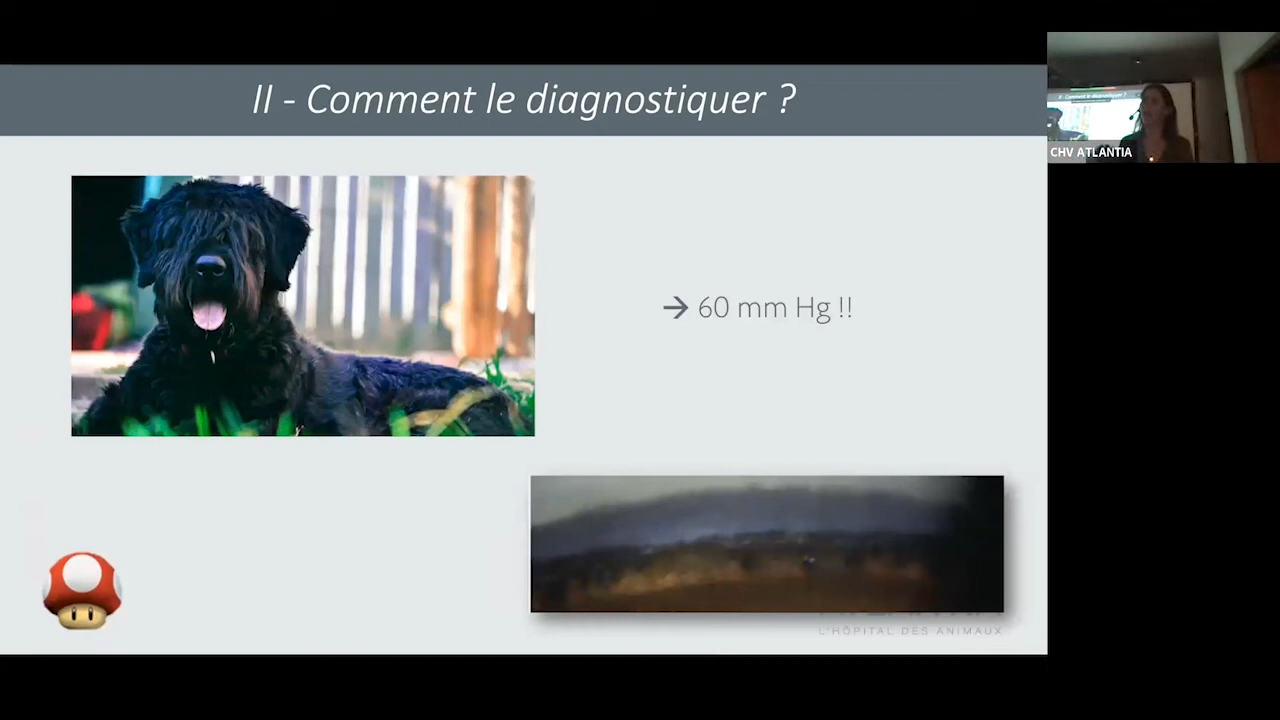 II - Comment le diagnostiquer ?
CHV ATLANTIA
→ 60 mm Hg !!
L'HÔPITAL DES ANIMAUX